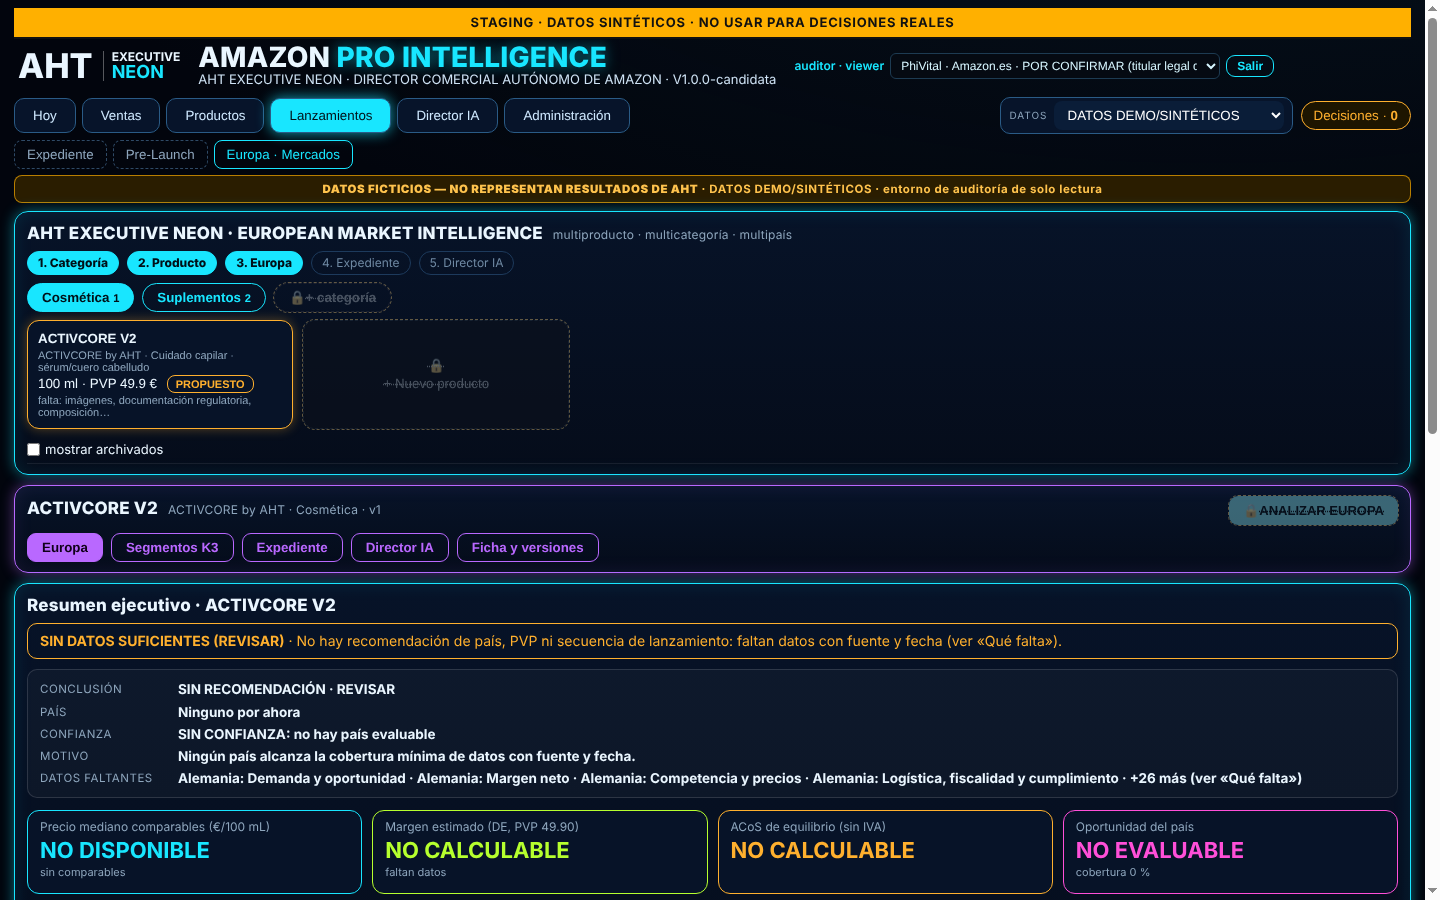 STAGING · DATOS SINTÉTICOS · NO USAR PARA DECISIONES REALES
AHT EXECUTIVE NEON
AMAZON PRO INTELLIGENCE
AHT EXECUTIVE NEON · DIRECTOR COMERCIAL AUTÓNOMO DE AMAZON · V1.0.0-candidata
auditor · viewer
PhiVital · Amazon.es · POR CONFIRMAR (titular legal c
Salir
Hoy
Ventas
Productos
Lanzamientos
Director IA
Administración
DATOS DATOS DEMO/SINTÉTICOS
Decisiones · 0
Expediente
Pre-Launch
Europa · Mercados
DATOS FICTICIOS — NO REPRESENTAN RESULTADOS DE AHT · DATOS DEMO/SINTÉTICOS · entorno de auditoría de solo lectura
AHT EXECUTIVE NEON · EUROPEAN MARKET INTELLIGENCE multiproducto · multicategoría · multipaís
1. Categoría
2. Producto
3. Europa
4. Expediente
5. Director IA
Cosmética 1
Suplementos 2
+ categoría
ACTIVCORE V2
ACTIVCORE by AHT · Cuidado capilar ·
sérum/cuero cabelludo
100 ml · PVP 49.9 € PROPUESTO
falta: imágenes, documentación regulatoria,
composición…
+ Nuevo producto
mostrar archivados
ACTIVCORE V2 ACTIVCORE by AHT · Cosmética · v1
ANALIZAR EUROPA
Europa
Segmentos K3
Expediente
Director IA
Ficha y versiones
Resumen ejecutivo · ACTIVCORE V2
SIN DATOS SUFICIENTES (REVISAR) · No hay recomendación de país, PVP ni secuencia de lanzamiento: faltan datos con fuente y fecha (ver «Qué falta»).
CONCLUSIÓN SIN RECOMENDACIÓN · REVISAR
PAÍS Ninguno por ahora
CONFIANZA SIN CONFIANZA: no hay país evaluable
MOTIVO Ningún país alcanza la cobertura mínima de datos con fuente y fecha.
DATOS FALTANTES Alemania: Demanda y oportunidad · Alemania: Margen neto · Alemania: Competencia y precios · Alemania: Logística, fiscalidad y cumplimiento · +26 más (ver «Qué falta»)
Precio mediano comparables (€/100 mL)
NO DISPONIBLE
sin comparables
Margen estimado (DE, PVP 49.90)
NO CALCULABLE
faltan datos
ACoS de equilibrio (sin IVA)
NO CALCULABLE
Oportunidad del país
NO EVALUABLE
cobertura 0 %